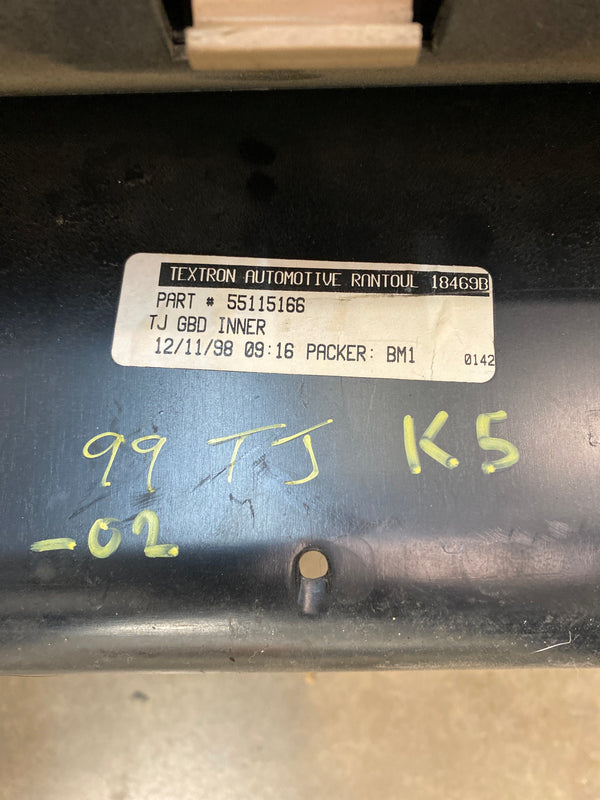 TEXTRON AUTOMOTIVE RANTOUL 18469B
PART # 55115166
TJ GBD INNER
12/11/98 09:16 PACKER: BM1 0142
99 TJ K5
-02